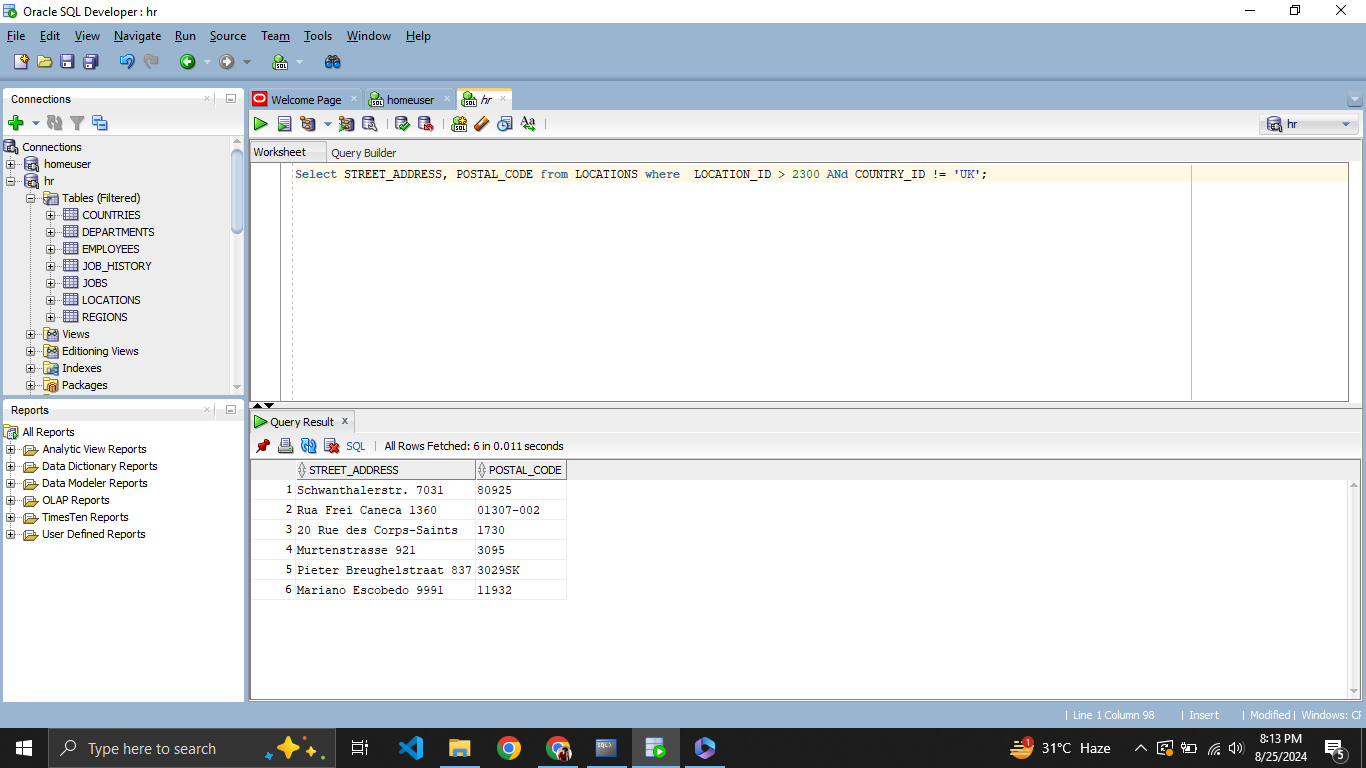 Oracle SQL Developer : hr
File Edit View Navigate Run Source Team Tools Window Help
Connections
Connections
homeuser
hr
Tables (Filtered)
COUNTRIES
DEPARTMENTS
EMPLOYEES
JOB_HISTORY
JOBS
LOCATIONS
REGIONS
Views
Editioning Views
Indexes
Packages
Reports
All Reports
Analytic View Reports
Data Dictionary Reports
Data Modeler Reports
OLAP Reports
TimesTen Reports
User Defined Reports
Welcome Page homeuser hr
hr
Worksheet Query Builder
Select STREET_ADDRESS, POSTAL_CODE from LOCATIONS where  LOCATION_ID > 2300 ANd COUNTRY_ID != 'UK';
Query Result
SQL | All Rows Fetched: 6 in 0.011 seconds
STREET_ADDRESS POSTAL_CODE
1 Schwanthalerstr. 7031 80925
2 Rua Frei Caneca 1360 01307-002
3 20 Rue des Corps-Saints 1730
4 Murtenstrasse 921 3095
5 Pieter Breughelstraat 837 3029SK
6 Mariano Escobedo 9991 11932
| Line 1 Column 98 | Insert | Modified | Windows: CF
Type here to search
31°C Haze
8:13 PM
8/25/2024
5